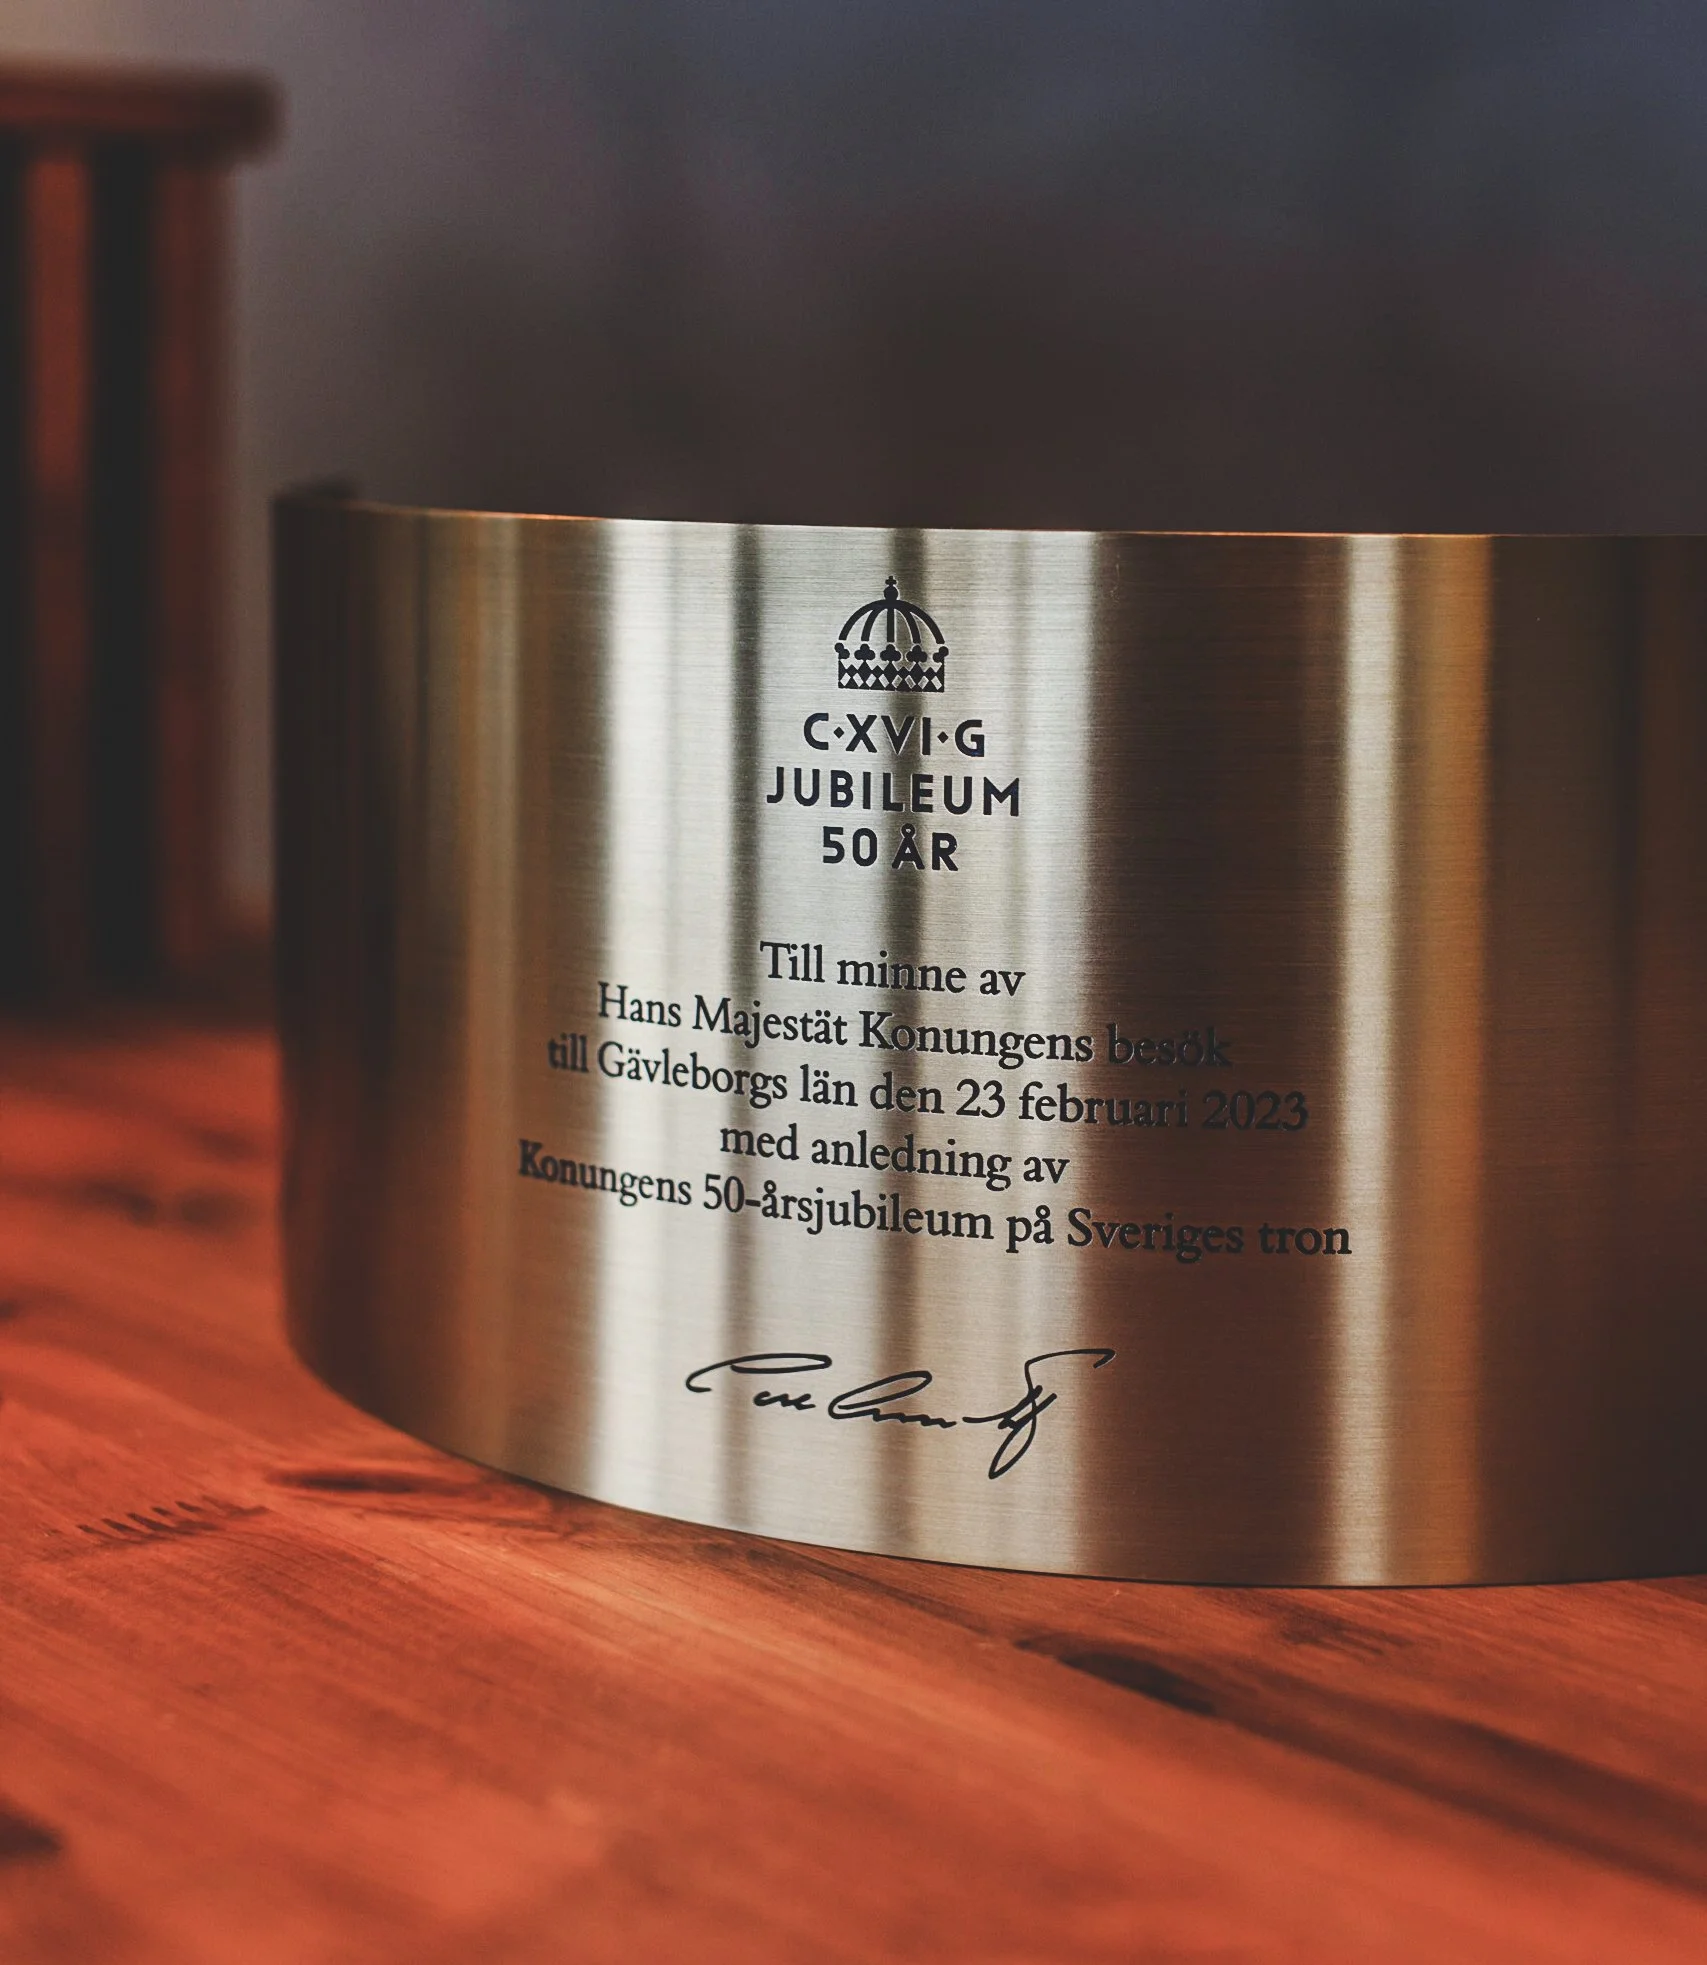 C·XVI·G
JUBILEUM
50 ÅR
Till minne av
Hans Majestät Konungens besök
till Gävleborgs län den 23 februari 2023
med anledning av
Konungens 50-årsjubileum på Sveriges tron